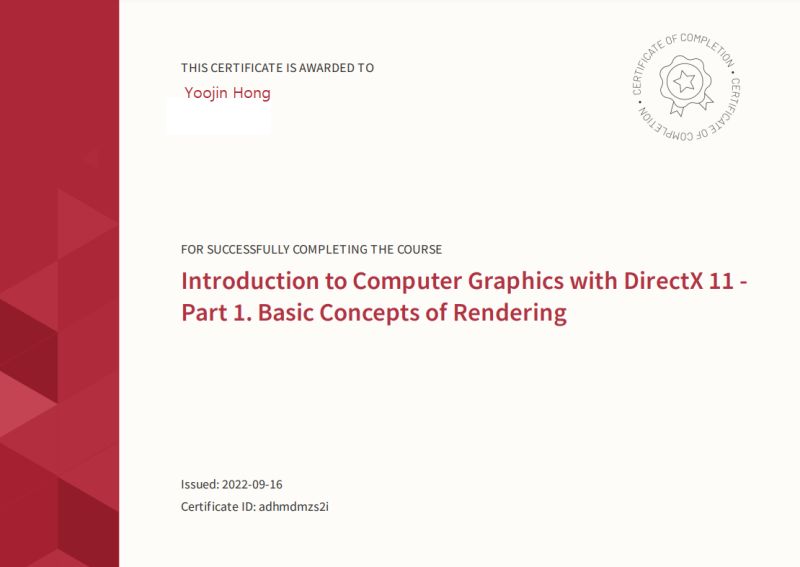 THIS CERTIFICATE IS AWARDED TO
Yoojin Hong
CERTIFICATE OF COMPLETION • CERTIFICATE OF COMPLETION •
FOR SUCCESSFULLY COMPLETING THE COURSE
Introduction to Computer Graphics with DirectX 11 -
Part 1. Basic Concepts of Rendering
Issued: 2022-09-16
Certificate ID: adhmdmzs2i